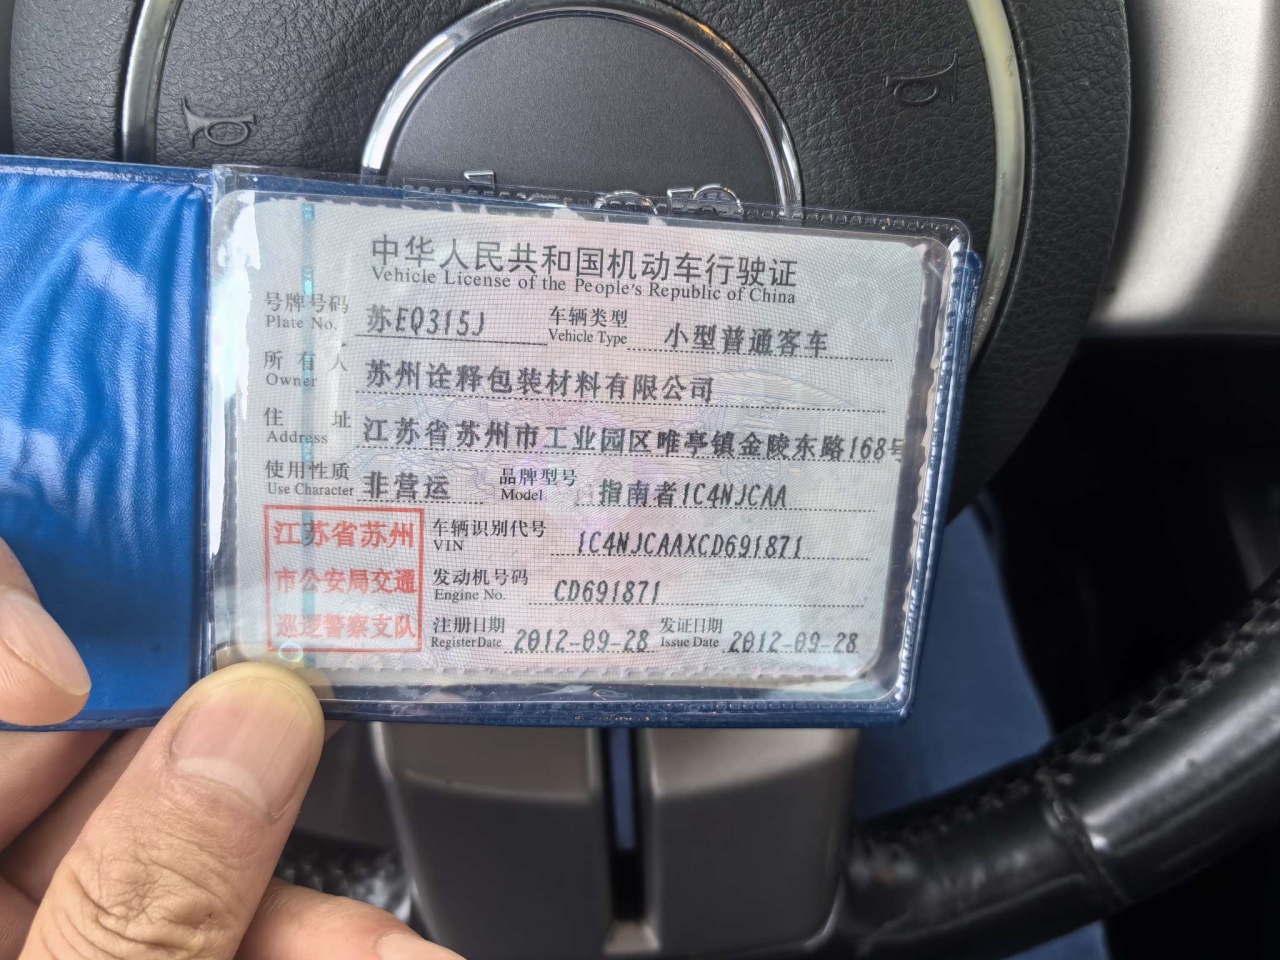 中华人民共和国机动车行驶证
Vehicle License of the People's Republic of China
号牌号码 苏EQ315J 车辆类型 小型普通客车
Plate No. Vehicle Type
所有人 苏州诠释包装材料有限公司
Owner
住址 江苏省苏州市工业园区唯亭镇金陵东路168号
Address
使用性质 非营运 品牌型号 指南者1C4NJCAA
Use Character Model
车辆识别代号 1C4NJCAAXCD691871
VIN
发动机号码 CD691871
Engine No.
注册日期 2012-09-28 发证日期 2012-09-28
Register Date Issue Date
江苏省苏州
市公安局交通
巡逻警察支队